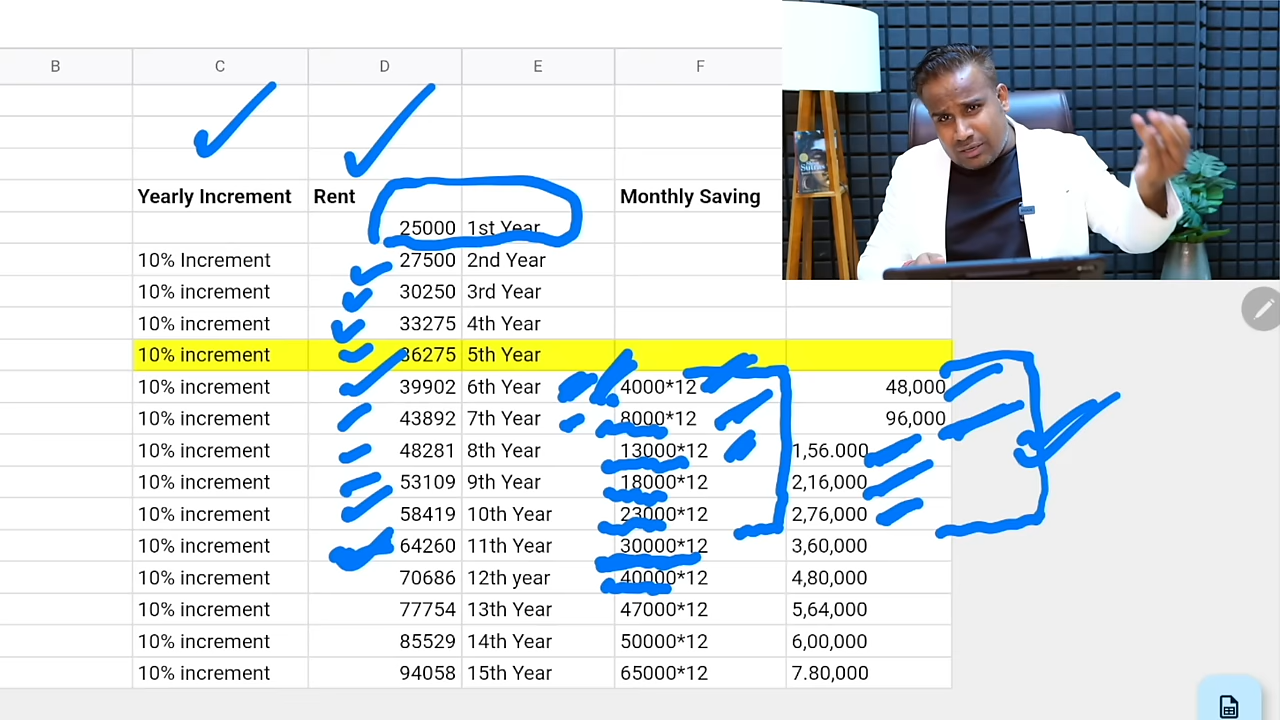 B C D E F
Yearly Increment Rent Monthly Saving
25000 1st Year
10% Increment 27500 2nd Year
10% increment 30250 3rd Year
10% increment 33275 4th Year
10% increment 36275 5th Year
10% increment 39902 6th Year 4000*12 48,000
10% increment 43892 7th Year 8000*12 96,000
10% increment 48281 8th Year 13000*12 1,56.000
10% increment 53109 9th Year 18000*12 2,16,000
10% increment 58419 10th Year 23000*12 2,76,000
10% increment 64260 11th Year 30000*12 3,60,000
10% increment 70686 12th year 40000*12 4,80,000
10% increment 77754 13th Year 47000*12 5,64,000
10% increment 85529 14th Year 50000*12 6,00,000
10% increment 94058 15th Year 65000*12 7.80,000